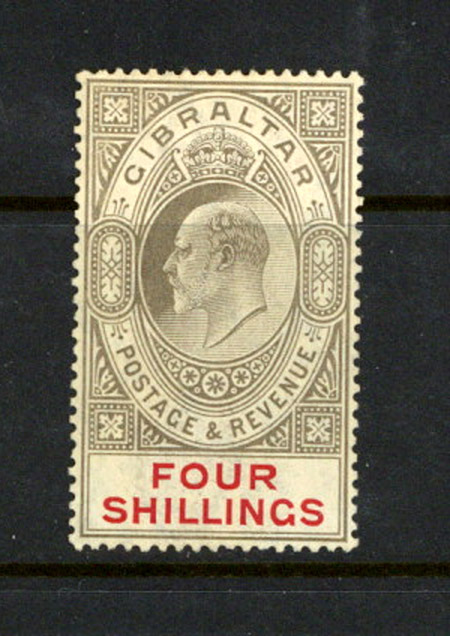 GIBRALTAR
POSTAGE & REVENUE
FOUR
SHILLINGS